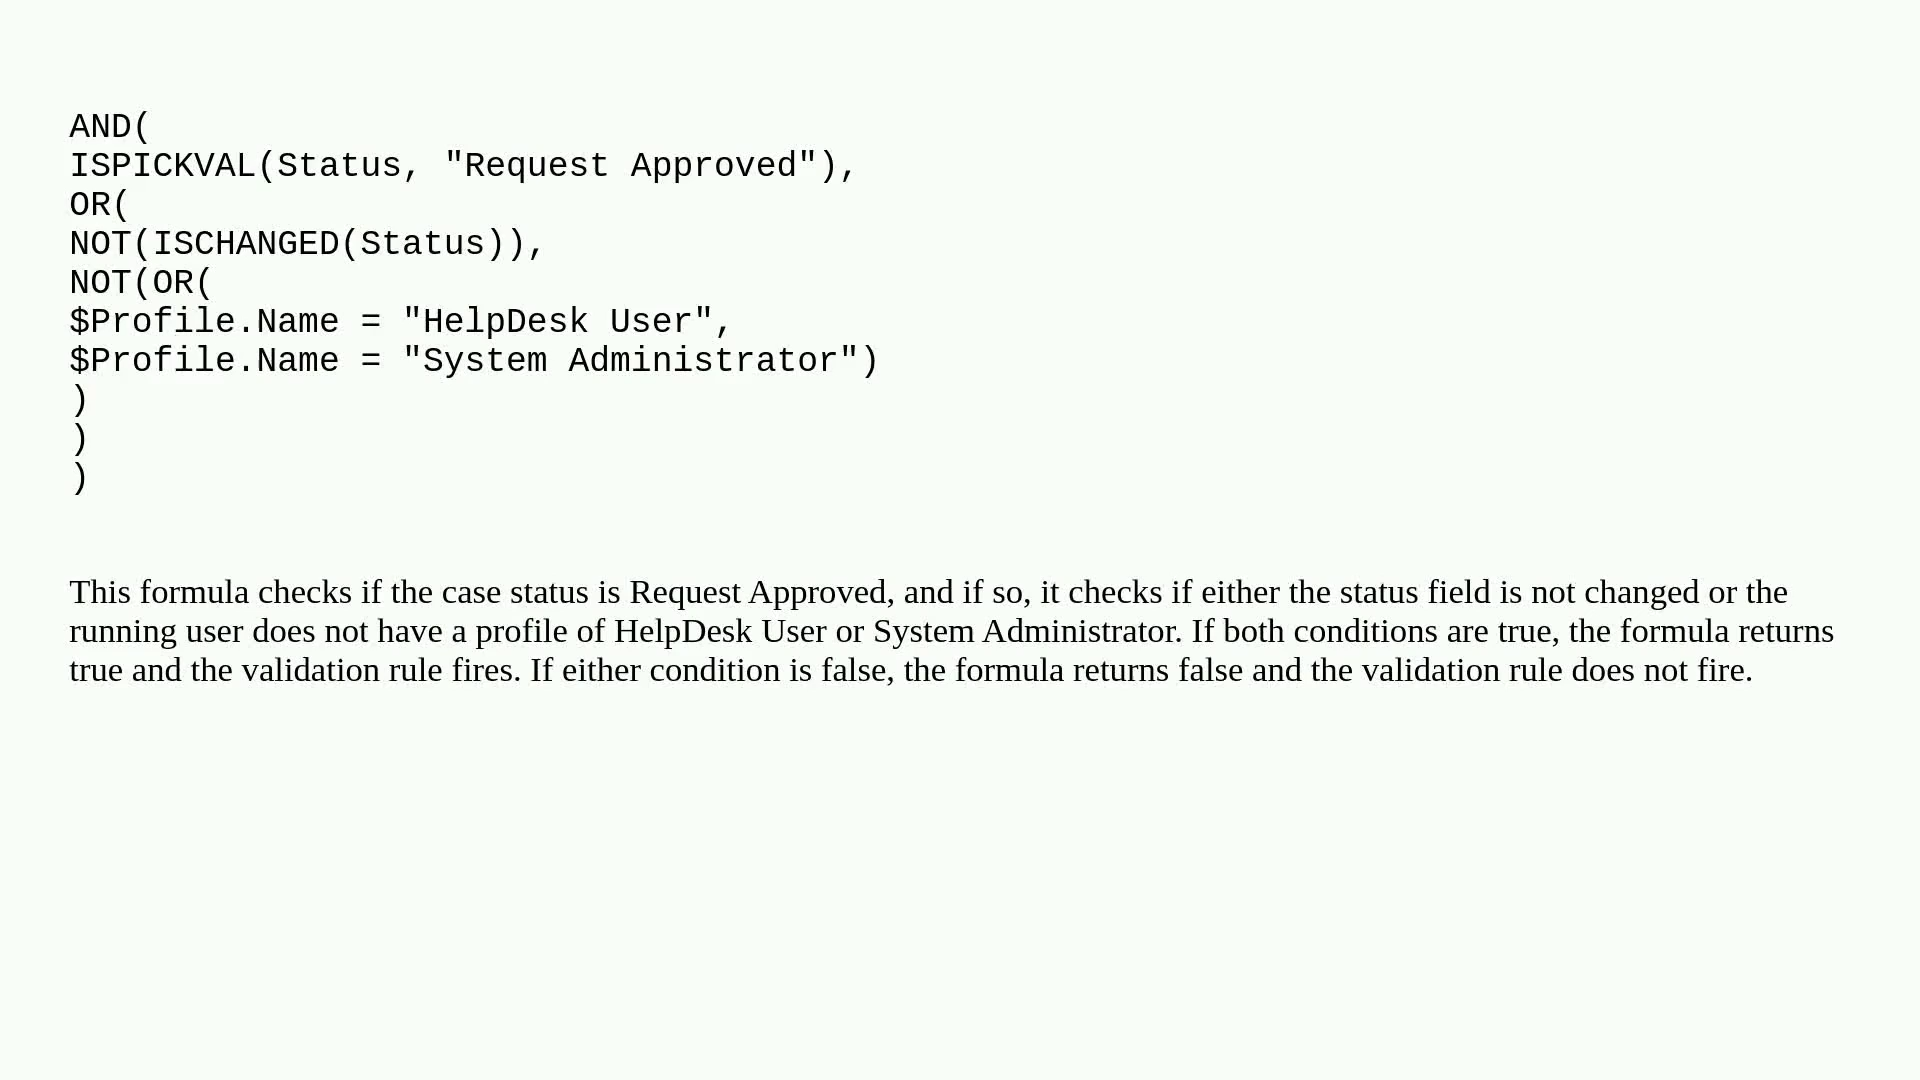 AND(
ISPICKVAL(Status, "Request Approved"),
OR(
NOT(ISCHANGED(Status)),
NOT(OR(
$Profile.Name = "HelpDesk User",
$Profile.Name = "System Administrator")
)
)
)
This formula checks if the case status is Request Approved, and if so, it checks if either the status field is not changed or the
running user does not have a profile of HelpDesk User or System Administrator. If both conditions are true, the formula returns
true and the validation rule fires. If either condition is false, the formula returns false and the validation rule does not fire.